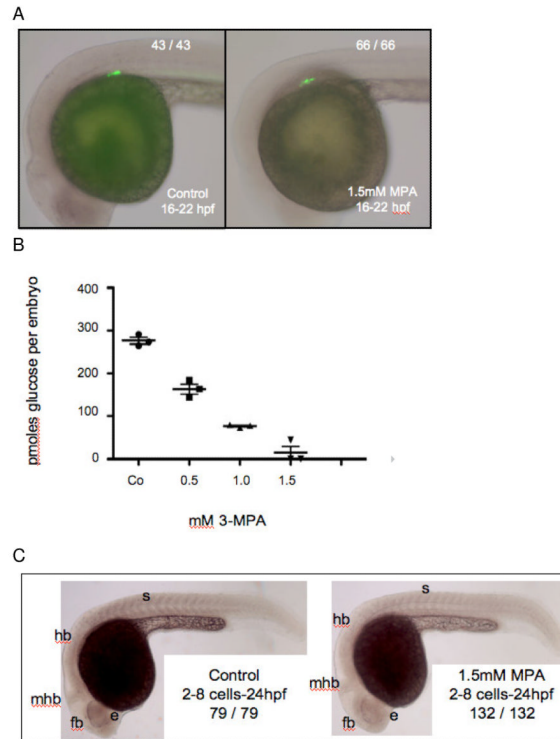 A
43 / 43
Control
16-22 hpf
66 / 66
1.5mM MPA
16-22 hpf
B
pmoles glucose per embryo
400
300
200
100
0
Co
0.5
1.0
1.5
mM 3-MPA
C
s
hb
mhb
fb
e
Control
2-8 cells-24hpf
79 / 79
s
hb
mhb
fb
e
1.5mM MPA
2-8 cells-24hpf
132 / 132